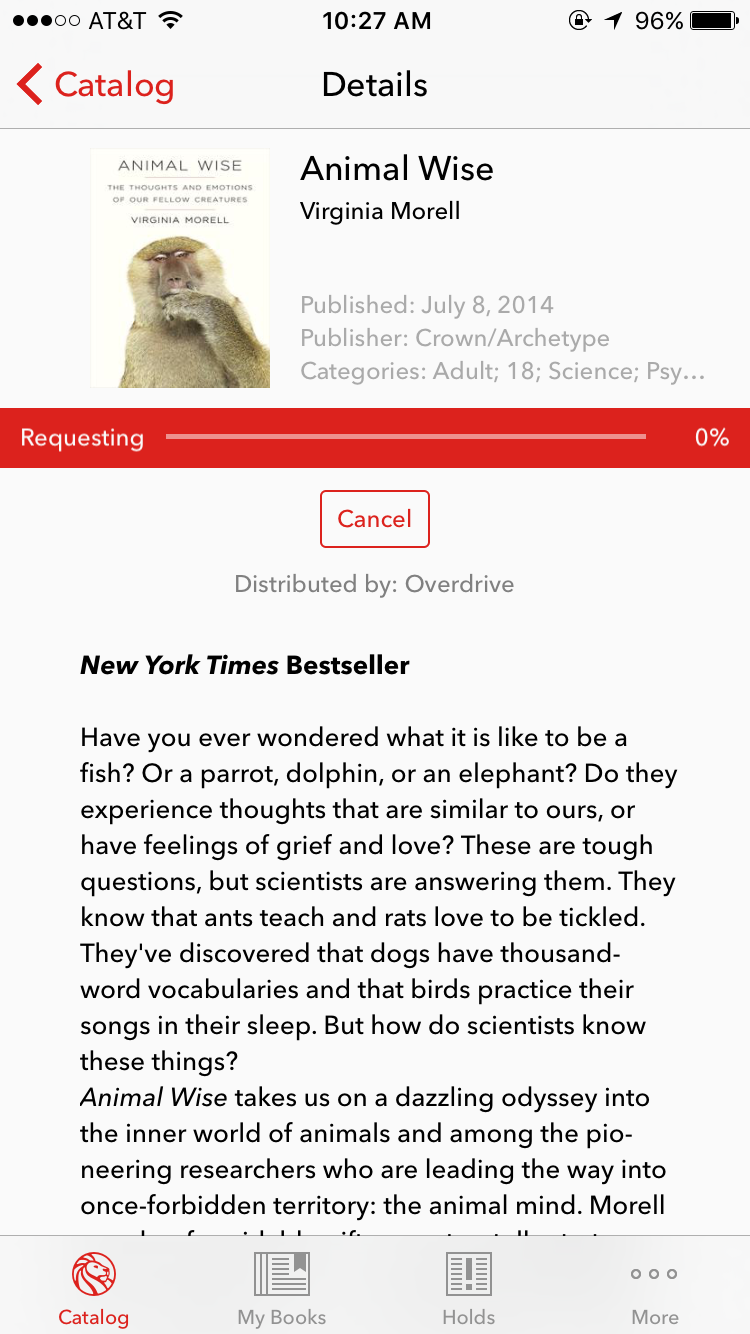 AT&T 10:27 AM 96%
Catalog Details
ANIMAL WISE
THE THOUGHTS AND EMOTIONS
OF OUR FELLOW CREATURES
VIRGINIA MORELL
Animal Wise
Virginia Morell
Published: July 8, 2014
Publisher: Crown/Archetype
Categories: Adult; 18; Science; Psy...
Requesting 0%
Cancel
Distributed by: Overdrive
New York Times Bestseller
Have you ever wondered what it is like to be a
fish? Or a parrot, dolphin, or an elephant? Do they
experience thoughts that are similar to ours, or
have feelings of grief and love? These are tough
questions, but scientists are answering them. They
know that ants teach and rats love to be tickled.
They've discovered that dogs have thousand-
word vocabularies and that birds practice their
songs in their sleep. But how do scientists know
these things?
Animal Wise takes us on a dazzling odyssey into
the inner world of animals and among the pio-
neering researchers who are leading the way into
once-forbidden territory: the animal mind. Morell
Catalog My Books Holds More